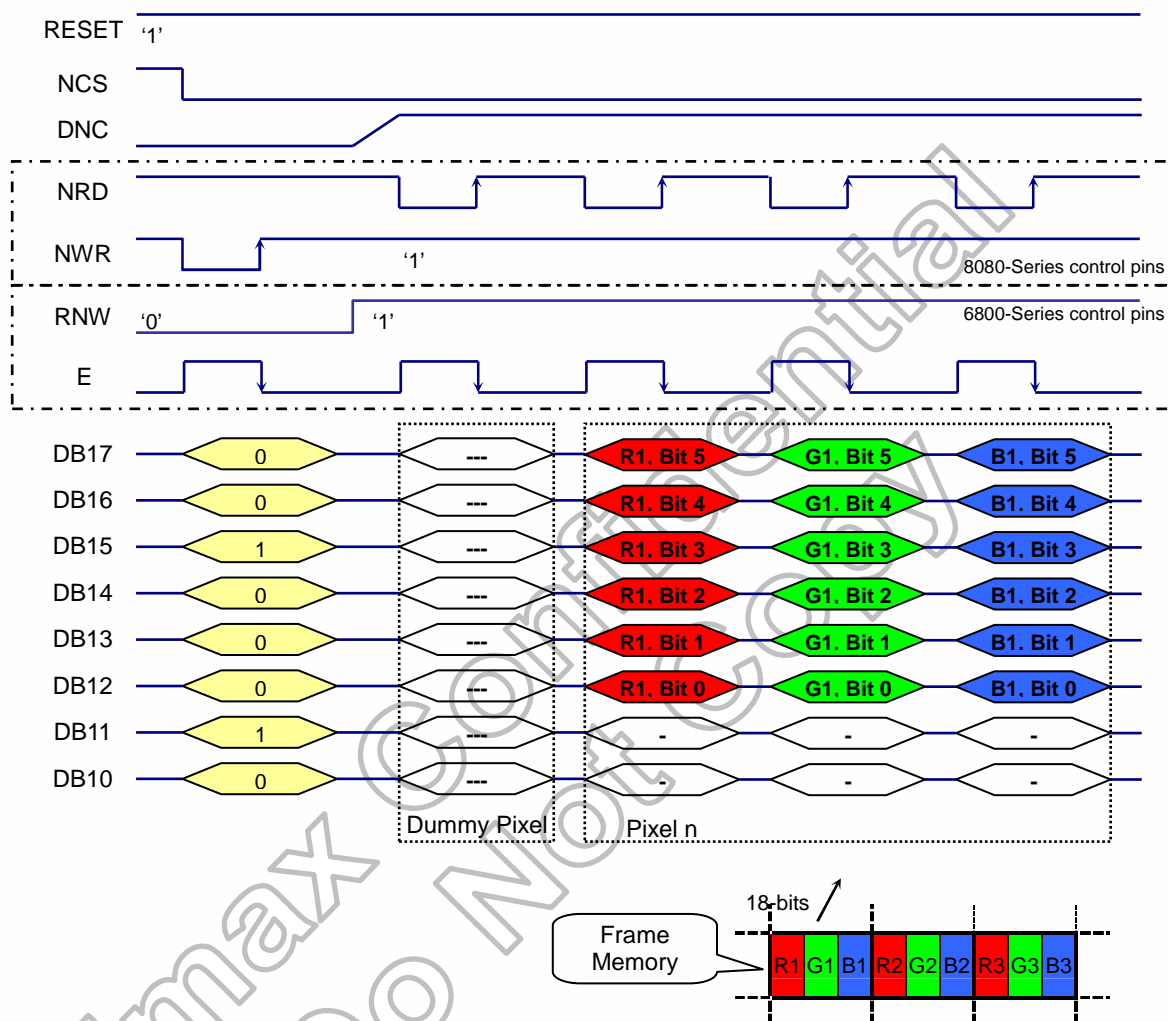 RESET ‘1’
NCS
DNC
NRD
NWR ‘1’
8080-Series control pins
RNW ‘0’ ‘1’
6800-Series control pins
E
DB17 0 --- R1, Bit 5 G1, Bit 5 B1, Bit 5
DB16 0 --- R1, Bit 4 G1, Bit 4 B1, Bit 4
DB15 1 --- R1, Bit 3 G1, Bit 3 B1, Bit 3
DB14 0 --- R1, Bit 2 G1, Bit 2 B1, Bit 2
DB13 0 --- R1, Bit 1 G1, Bit 1 B1, Bit 1
DB12 0 --- R1, Bit 0 G1, Bit 0 B1, Bit 0
DB11 1 --- - - -
DB10 0 --- - - -
Dummy Pixel Pixel n
18-bits
Frame
Memory
R1 G1 B1 R2 G2 B2 R3 G3 B3
max Confidential
Do Not Copy